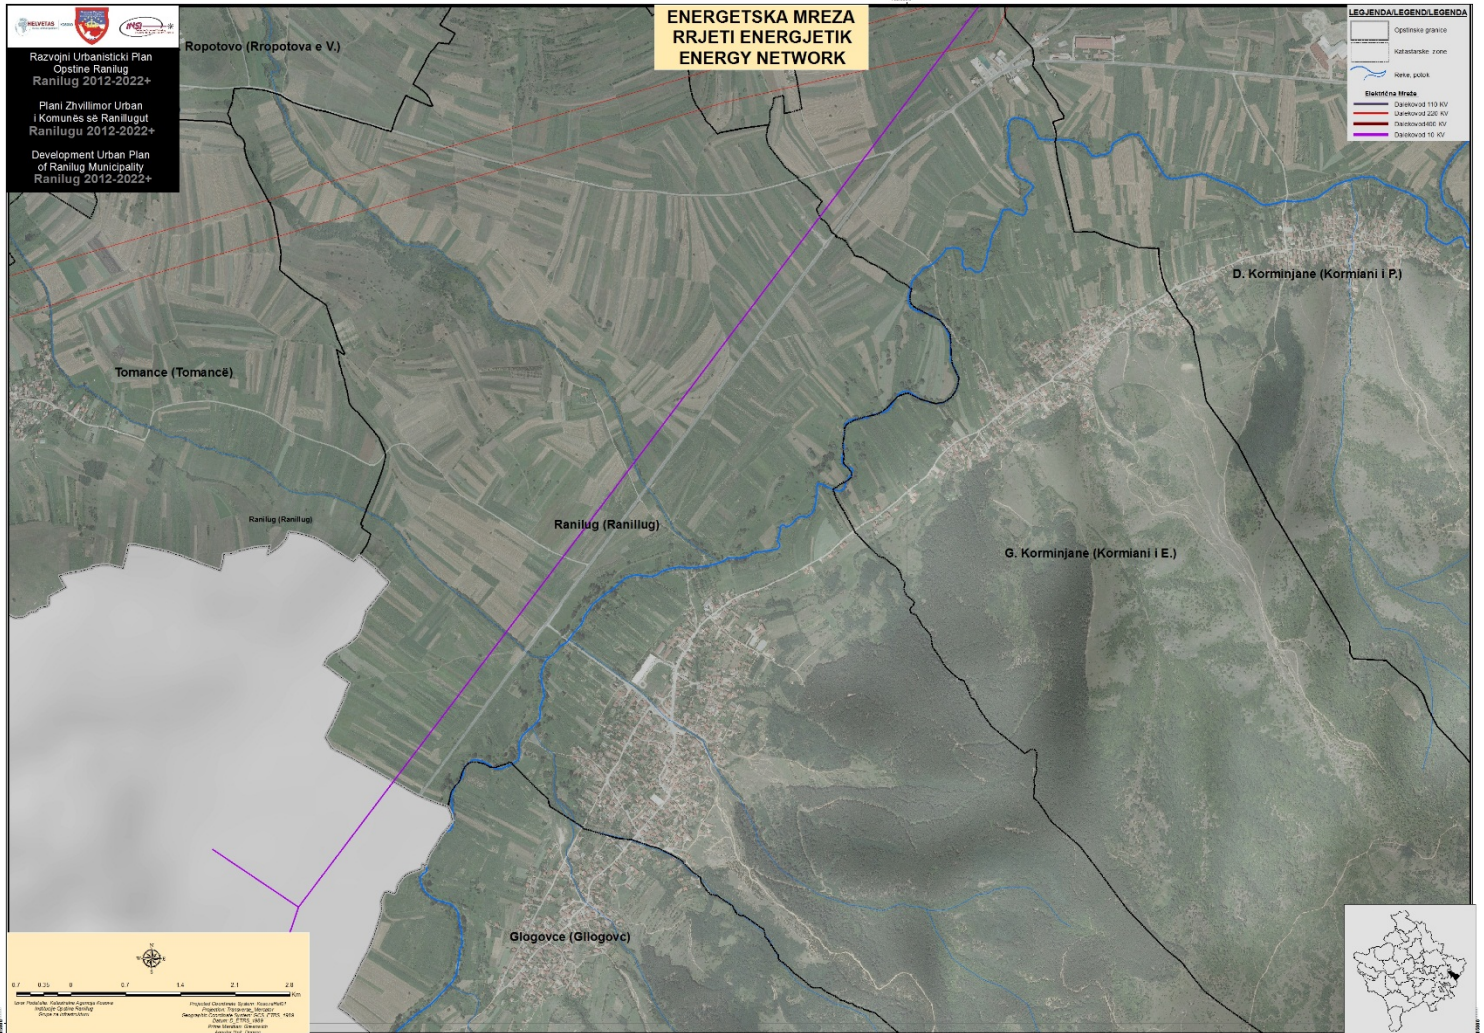 HELVETAS
INSI
Razvojni Urbanisticki Plan
Opstine Ranilug
Ranilug 2012-2022+
Plani Zhvillimor Urban
i Komunës së Ranillugut
Ranilugu 2012-2022+
Development Urban Plan
of Ranilug Municipality
Ranilug 2012-2022+
ENERGETSKA MREZA
RRJETI ENERGJETIK
ENERGY NETWORK
LEGJENDA/LEGEND/LEGENDA
Opstinske granice
Katastarske zone
Reke, potok
Električna Mreža
Dalekovod 110 KV
Dalekovod 220 KV
Dalekovod400 KV
Dalekovod 10 KV
Ropotovo (Rropotova e V.)
D. Korminjane (Kormiani i P.)
Tomance (Tomancë)
Ranilug (Ranillug)
Ranilug (Ranillug)
G. Korminjane (Kormiani i E.)
Glogovce (Gllogovc)
N
W E
S
0.7 0.35 0 0.7 1.4 2.1 2.8
Km